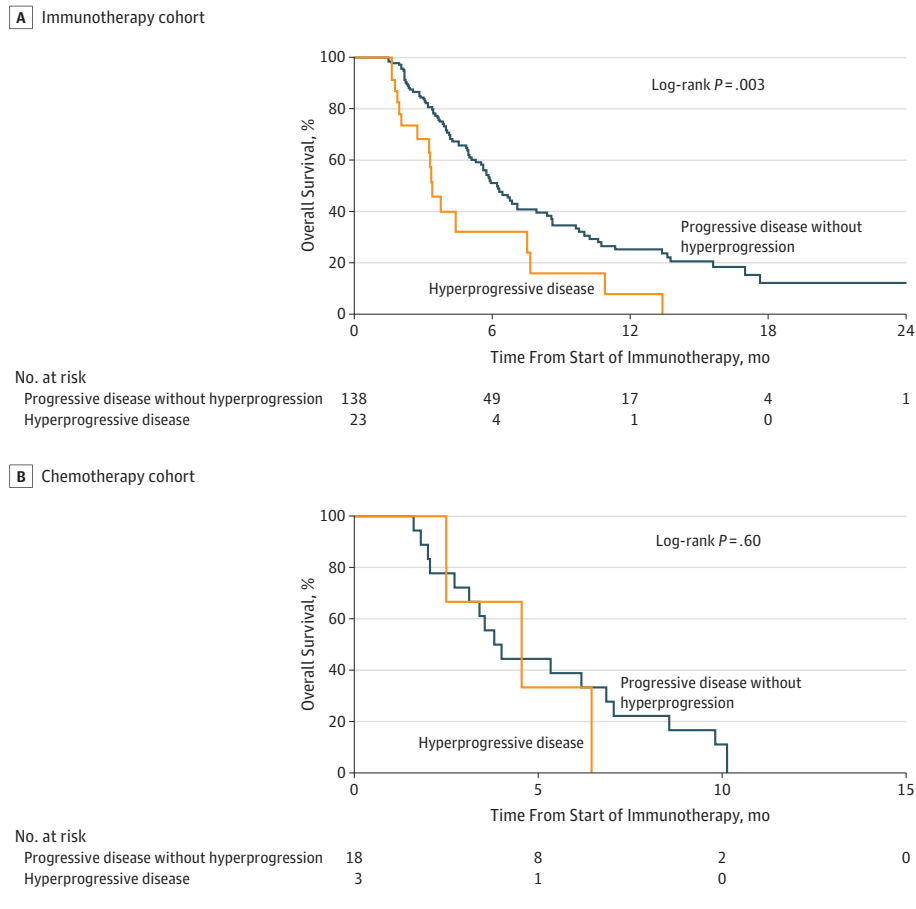 A Immunotherapy cohort
100
80
60
40
20
0
Overall Survival, %
Log-rank P = .003
Progressive disease without
hyperprogression
Hyperprogressive disease
0 6 12 18 24
Time From Start of Immunotherapy, mo
No. at risk
Progressive disease without hyperprogression 138 49 17 4 1
Hyperprogressive disease 23 4 1 0
B Chemotherapy cohort
100
80
60
40
20
0
Overall Survival, %
Log-rank P = .60
Progressive disease without
hyperprogression
Hyperprogressive disease
0 5 10 15
Time From Start of Immunotherapy, mo
No. at risk
Progressive disease without hyperprogression 18 8 2 0
Hyperprogressive disease 3 1 0